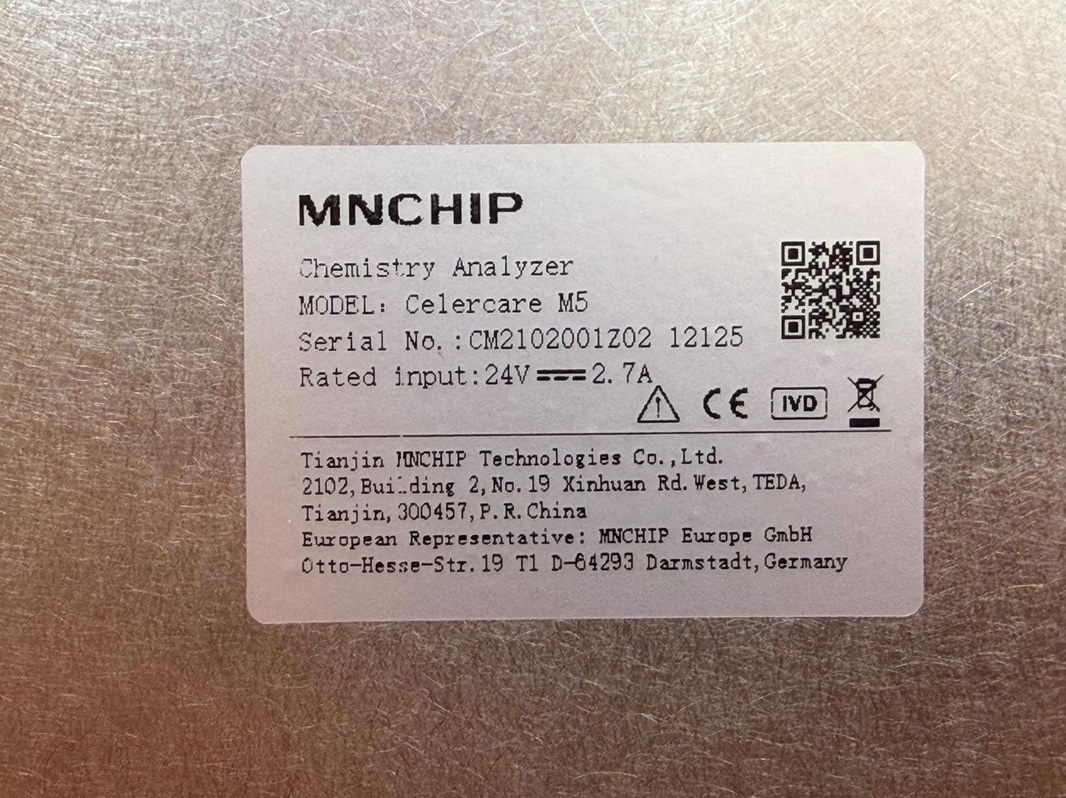 MNCHIP
Chemistry Analyzer
MODEL: Celercare M5
Serial No.:CM2102001Z02 12125
Rated input:24V⎓2.7A
CE IVD
Tianjin MNCHIP Technologies Co.,Ltd.
2102,Building 2,No.19 Xinhuan Rd.West,TEDA,
Tianjin,300457,P.R.China
European Representative: MNCHIP Europe GmbH
Otto-Hesse-Str.19 T1 D-64293 Darmstadt,Germany